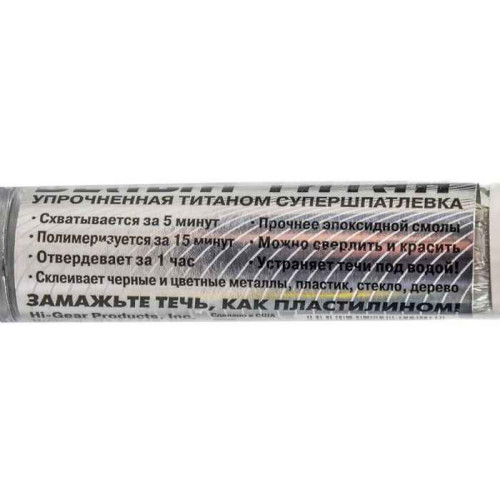 БЕЛЫЙ ТИТАН
УПРОЧНЕННАЯ ТИТАНОМ СУПЕРШПАТЛЕВКА
• Схватывается за 5 минут • Прочнее эпоксидной смолы
• Полимеризуется за 15 минут • Можно сверлить и красить
• Отвердевает за 1 час • Устраняет течи под водой!
• Склеивает черные и цветные металлы, пластик, стекло, дерево
ЗАМАЖЬТЕ ТЕЧЬ, КАК ПЛАСТИЛИНОМ!
Hi-Gear Products, Inc. Сделано в США